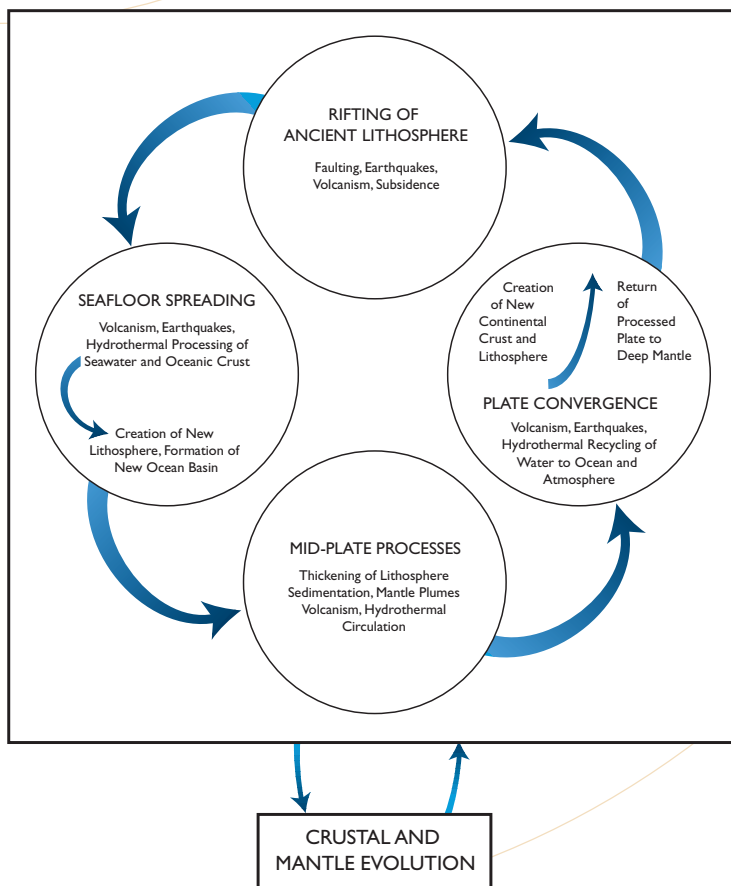 RIFTING OF
ANCIENT LITHOSPHERE
Faulting, Earthquakes,
Volcanism, Subsidence
SEAFLOOR SPREADING
Volcanism, Earthquakes,
Hydrothermal Processing of
Seawater and Oceanic Crust
Creation of New
Lithosphere, Formation of
New Ocean Basin
MID-PLATE PROCESSES
Thickening of Lithosphere
Sedimentation, Mantle Plumes
Volcanism, Hydrothermal
Circulation
Creation
of New
Continental
Crust and
Lithosphere
Return
of
Processed
Plate to
Deep Mantle
PLATE CONVERGENCE
Volcanism, Earthquakes,
Hydrothermal Recycling of
Water to Ocean and
Atmosphere
CRUSTAL AND
MANTLE EVOLUTION